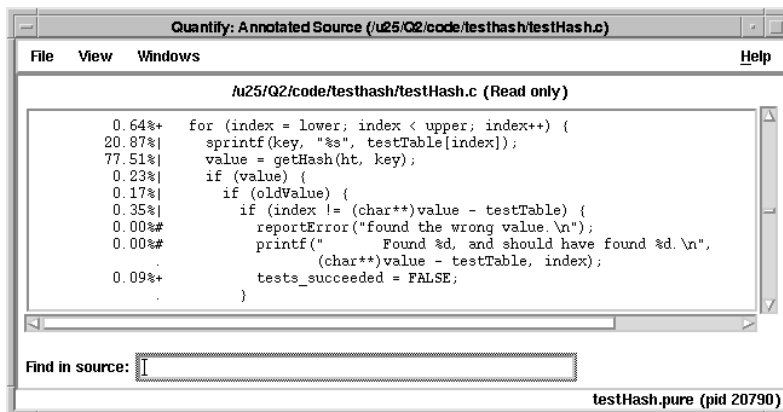 Quantify: Annotated Source (/u25/Q2/code/testhash/testHash.c)
File View Windows Help
/u25/Q2/code/testhash/testHash.c (Read only)
0.64%+ for (index = lower; index < upper; index++) {
20.87%| sprintf(key, "%s", testTable[index]);
77.51%| value = getHash(ht, key);
0.23%| if (value) {
0.17%| if (oldValue) {
0.35%| if (index != (char**)value - testTable) {
0.00%# reportError("found the wrong value.\n");
0.00%# printf("       Found %d, and should have found %d.\n",
. (char**)value - testTable, index);
0.09%+ tests_succeeded = FALSE;
. }
Find in source:
testHash.pure (pid 20790)